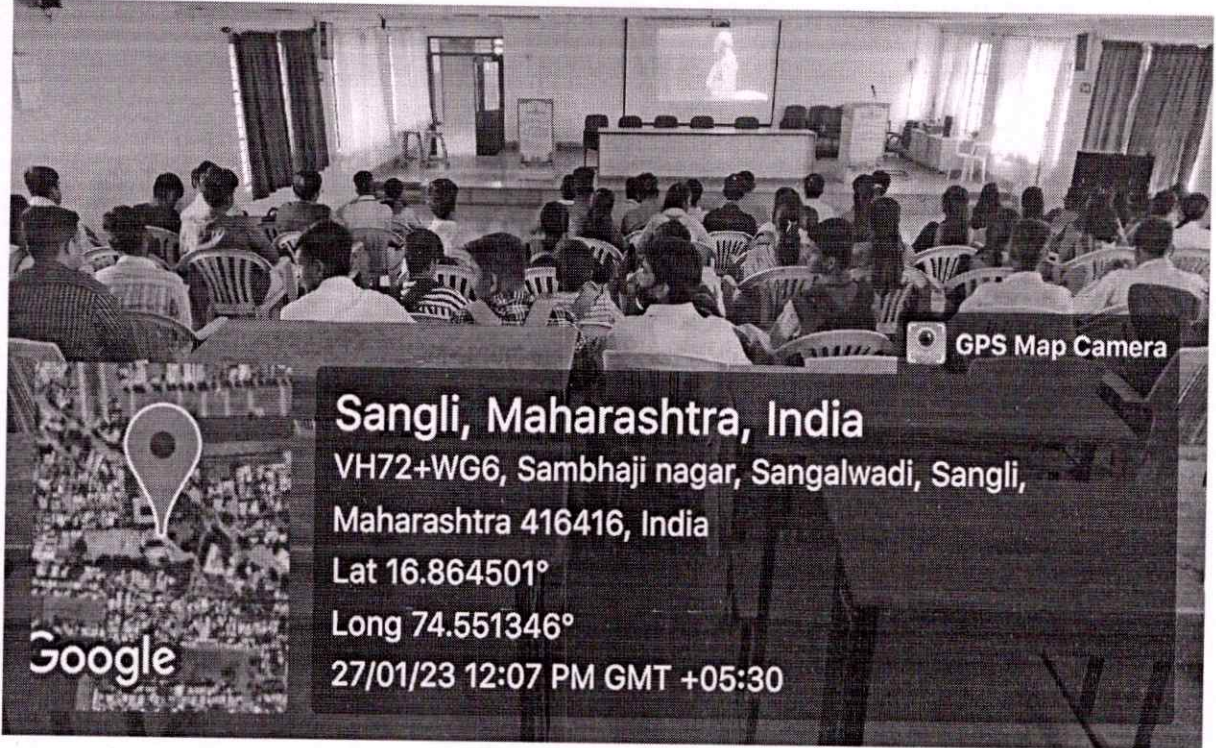 GPS Map Camera
Sangli, Maharashtra, India
VH72+WG6, Sambhaji nagar, Sangalwadi, Sangli,
Maharashtra 416416, India
Lat 16.864501°
Long 74.551346°
27/01/23 12:07 PM GMT +05:30
Google